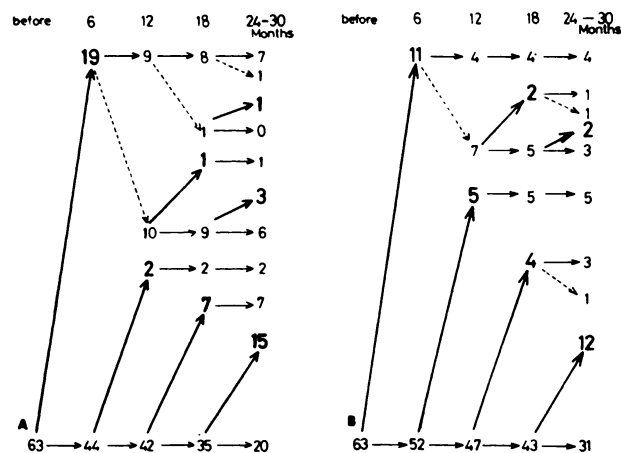 before 6 12 18 24-30
Months
19 9 8 7
1
1
1 0
1 1
3
10 9 6
2 2 2
7 7
15
A
63 44 42 35 20
before 6 12 18 24 — 30
Months
11 4 4 4
2 1
1
2
7 5 3
5 5 5
4 3
1
12
B
63 52 47 43 31